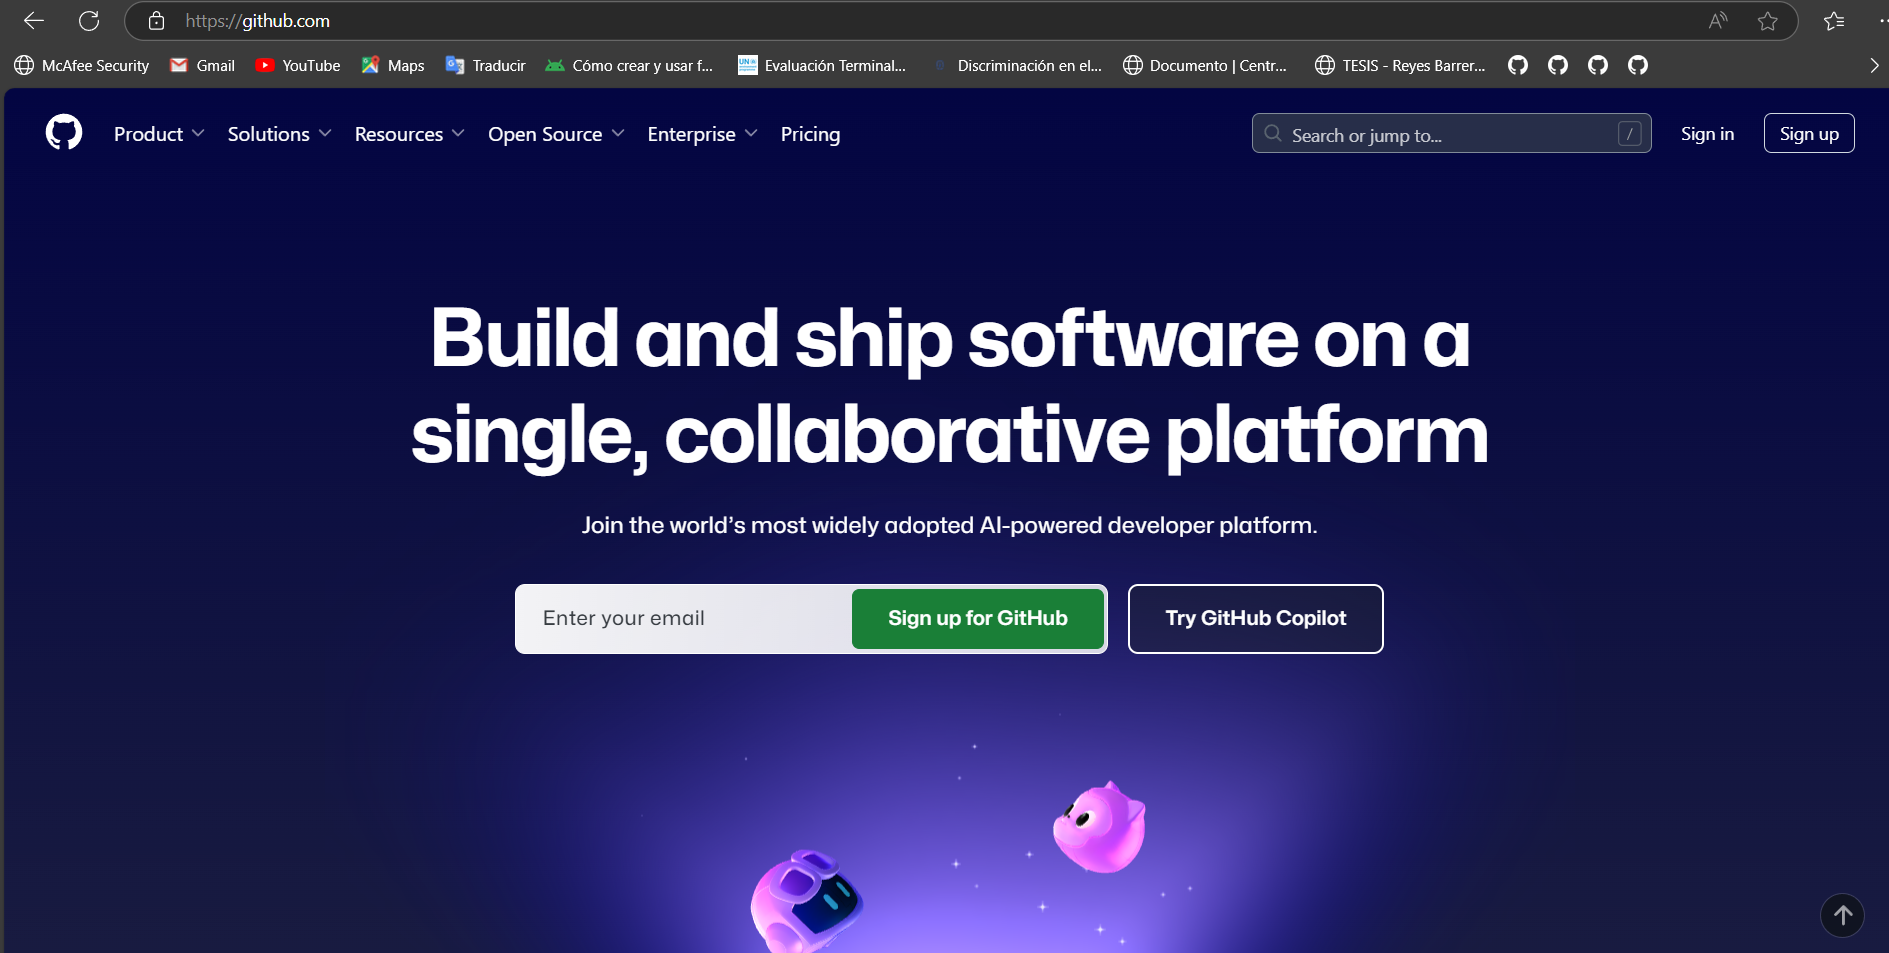 https://github.com
McAfee Security Gmail YouTube Maps Traducir Cómo crear y usar f... Evaluación Terminal... Discriminación en el... Documento | Centr... TESIS - Reyes Barrer...
Product Solutions Resources Open Source Enterprise Pricing Search or jump to... / Sign in Sign up
Build and ship software on a
single, collaborative platform
Join the world’s most widely adopted AI-powered developer platform.
Enter your email Sign up for GitHub Try GitHub Copilot